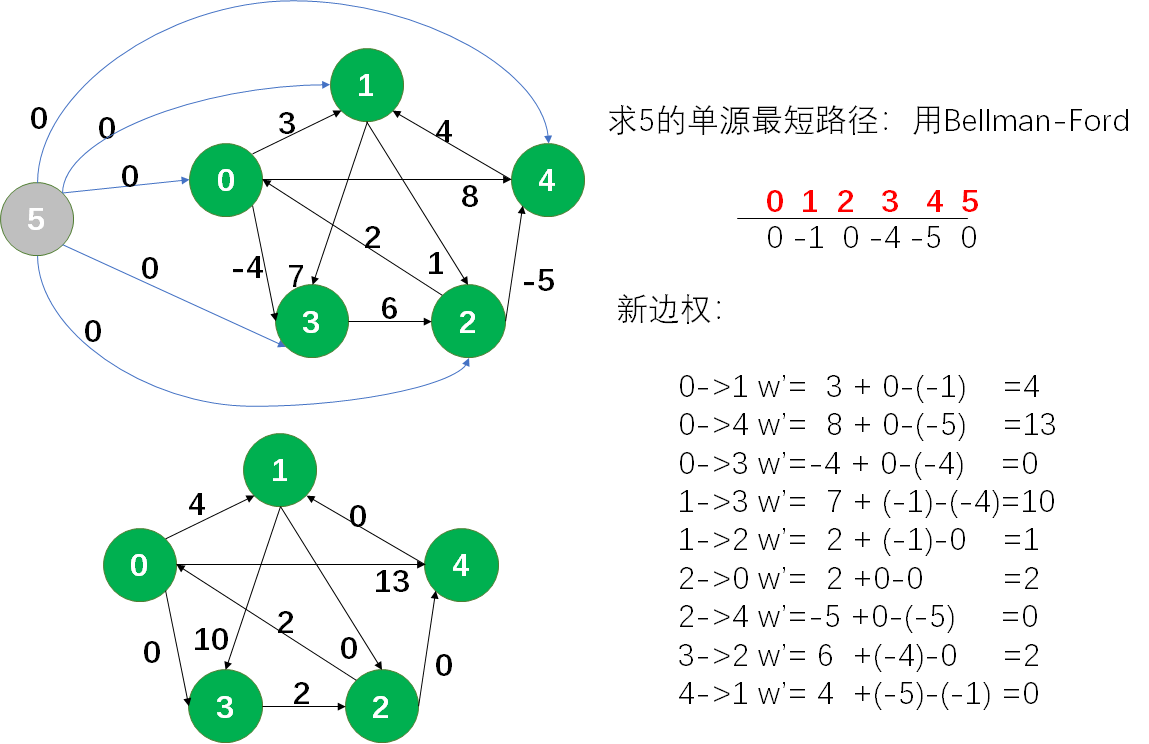 0
0
0
0
0
5
1
0
4
3
2
3
4
8
2
1
-4
7
6
-5
求5的单源最短路径：用Bellman-Ford
0 1 2 3 4 5
0 -1 0 -4 -5 0
新边权：
0->1 w’= 3 + 0-(-1) =4
0->4 w’= 8 + 0-(-5) =13
0->3 w’=-4 + 0-(-4) =0
1->3 w’= 7 + (-1)-(-4)=10
1->2 w’= 2 + (-1)-0 =1
2->0 w’= 2 +0-0 =2
2->4 w’=-5 +0-(-5) =0
3->2 w’= 6 +(-4)-0 =2
4->1 w’= 4 +(-5)-(-1) =0
1
4
0
0
4
13
2
10
0
0
0
3
2
2